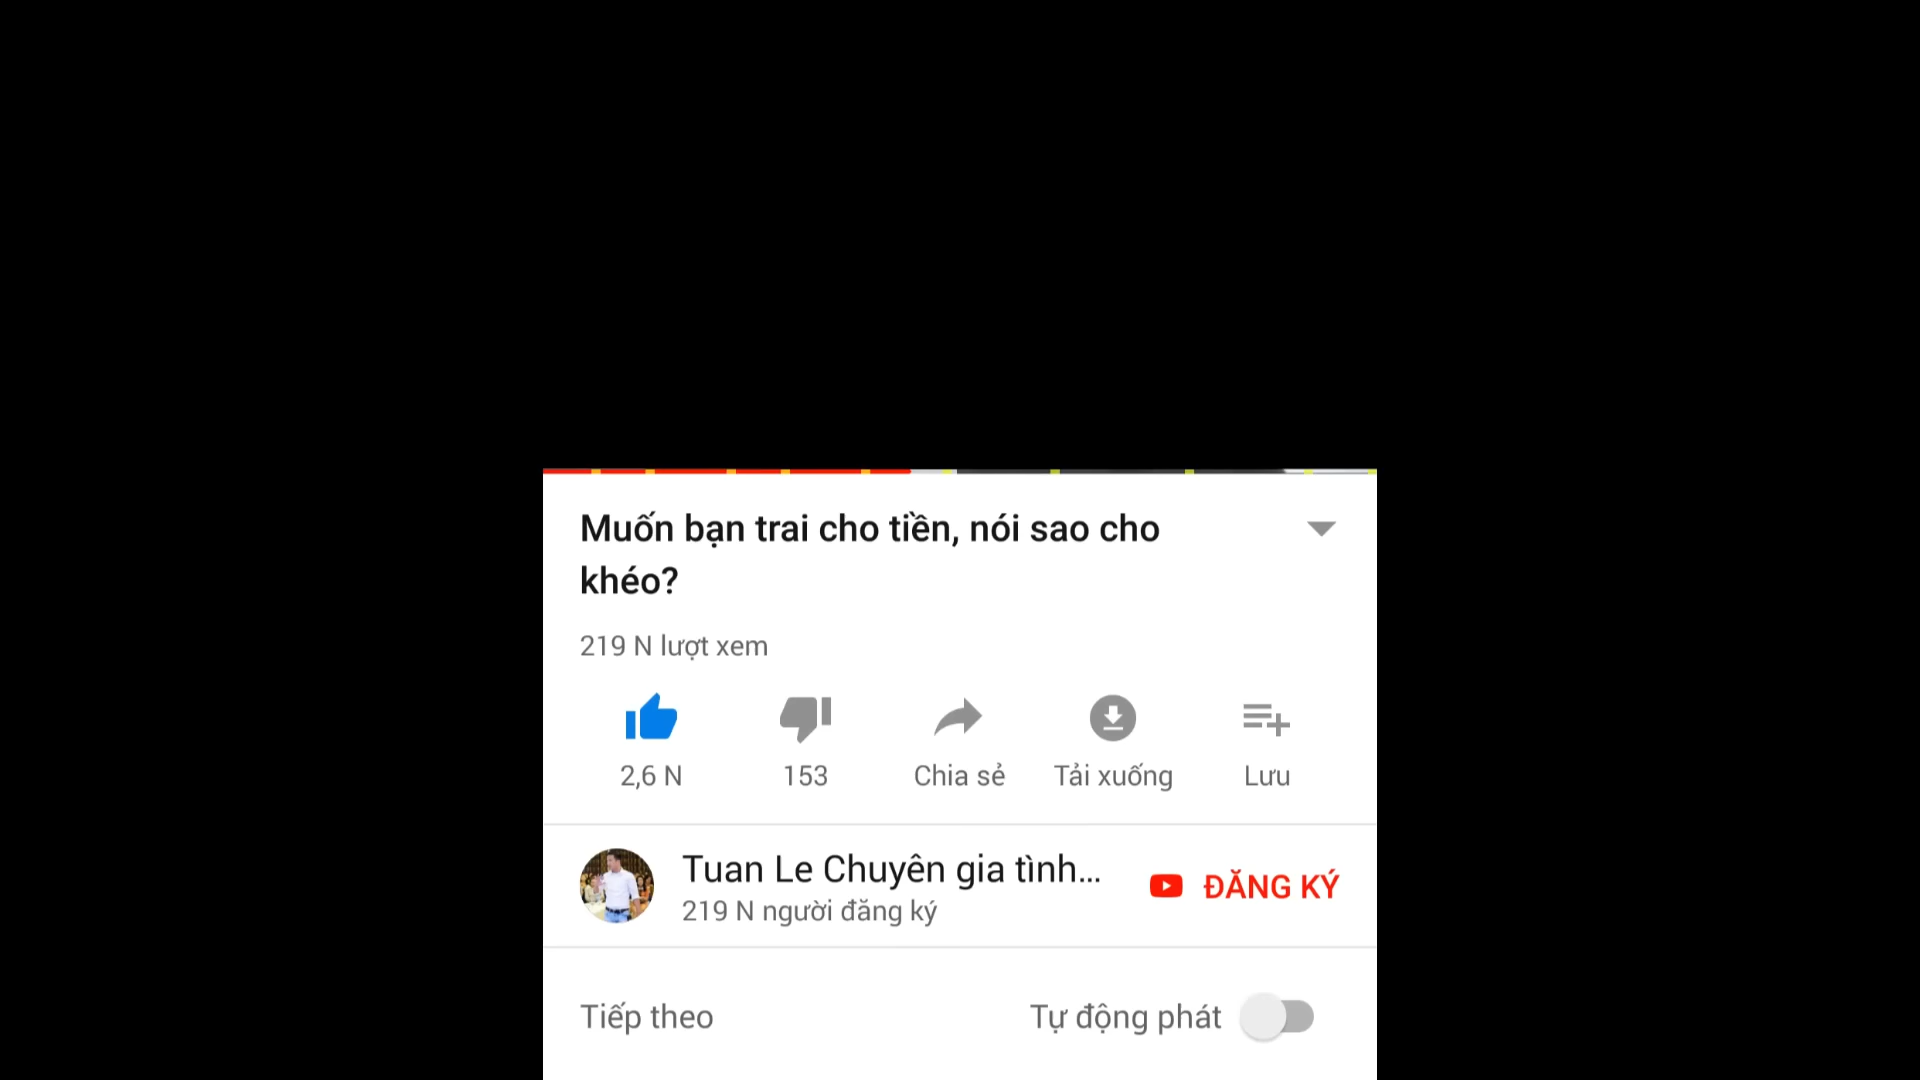 Muốn bạn trai cho tiền, nói sao cho
khéo?
219 N lượt xem
2,6 N
153
Chia sẻ
Tải xuống
Lưu
Tuan Le Chuyên gia tình...
219 N người đăng ký
ĐĂNG KÝ
Tiếp theo
Tự động phát